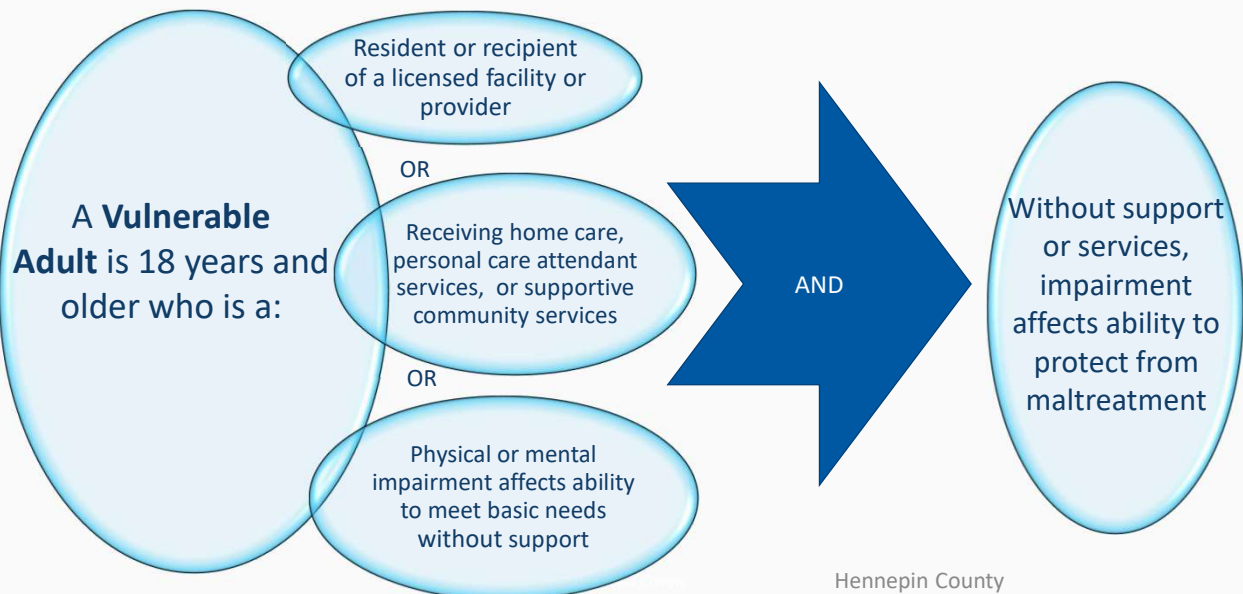 A Vulnerable
Adult is 18 years and
older who is a:
Resident or recipient
of a licensed facility or
provider
OR
Receiving home care,
personal care attendant
services, or supportive
community services
OR
Physical or mental
impairment affects ability
to meet basic needs
without support
AND
Without support
or services,
impairment
affects ability to
protect from
maltreatment
Hennepin County